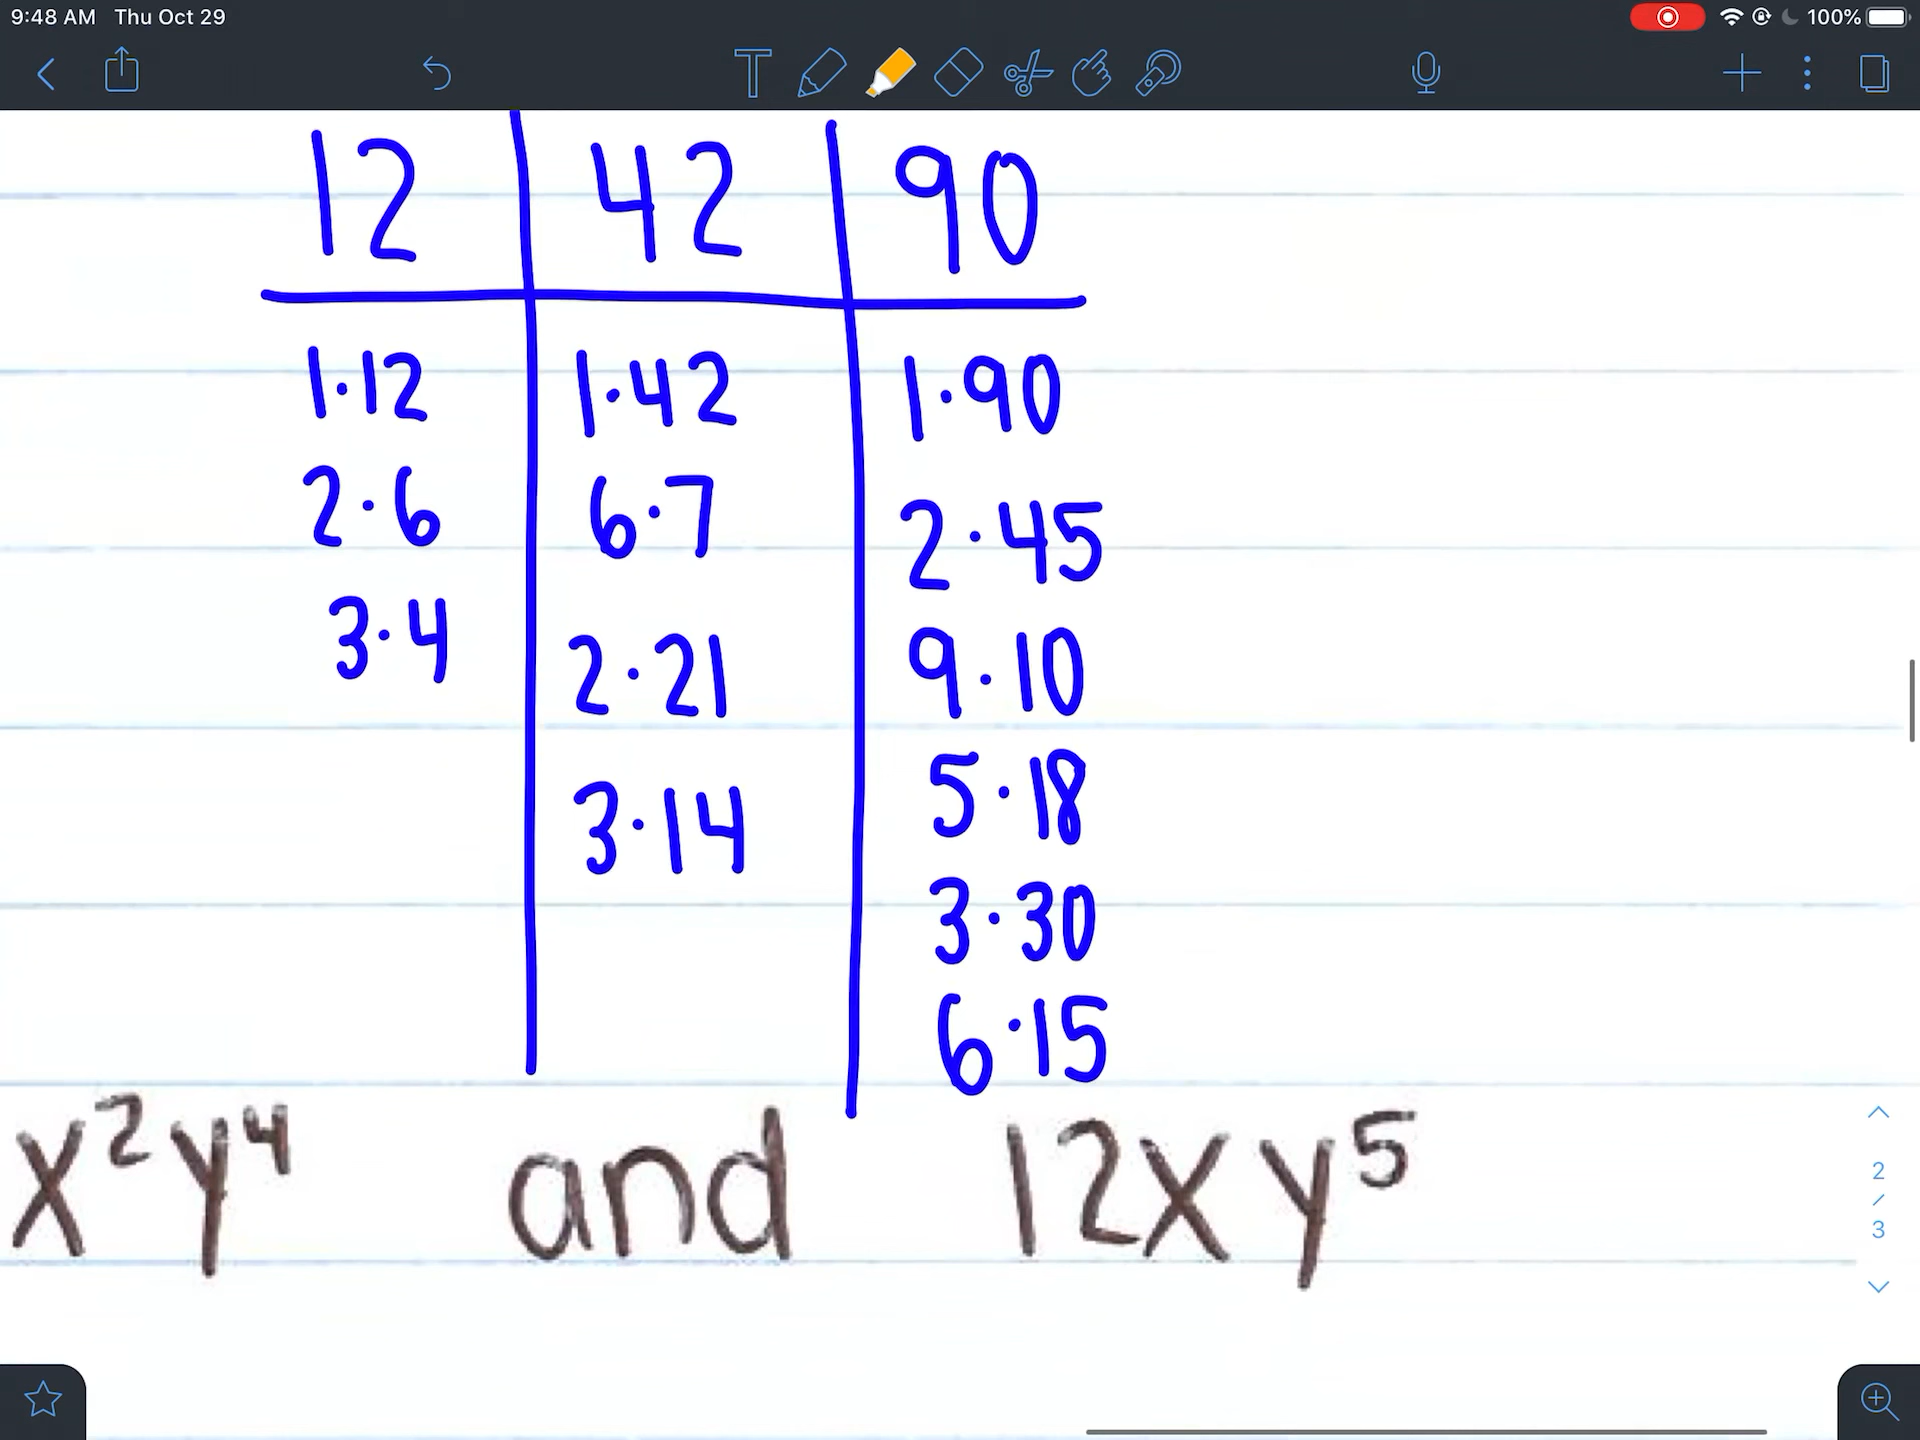 9:48 AM Thu Oct 29 100%
T
12 42 90
1·12 1·42 1·90
2·6 6·7 2·45
3·4 2·21 9·10
3·14 5·18
3·30
6·15
x²y⁴ and 12xy⁵
2
/
3